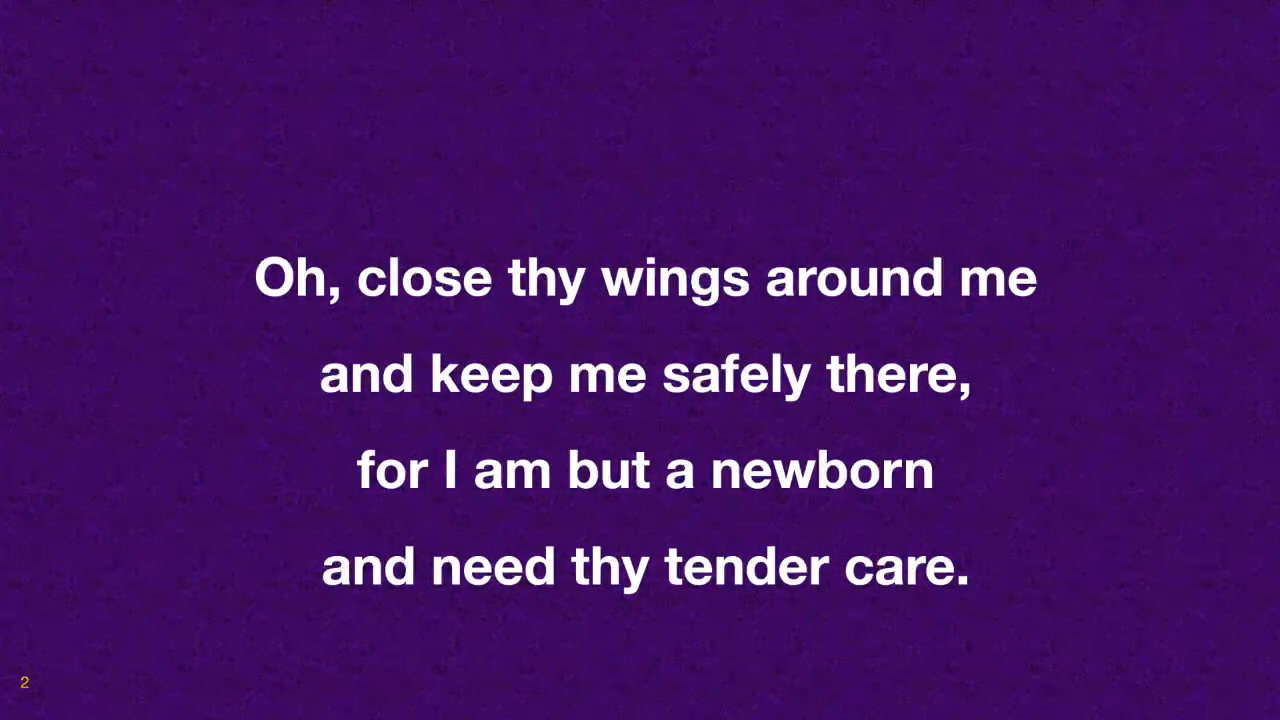 Oh, close thy wings around me
and keep me safely there,
for I am but a newborn
and need thy tender care.
2